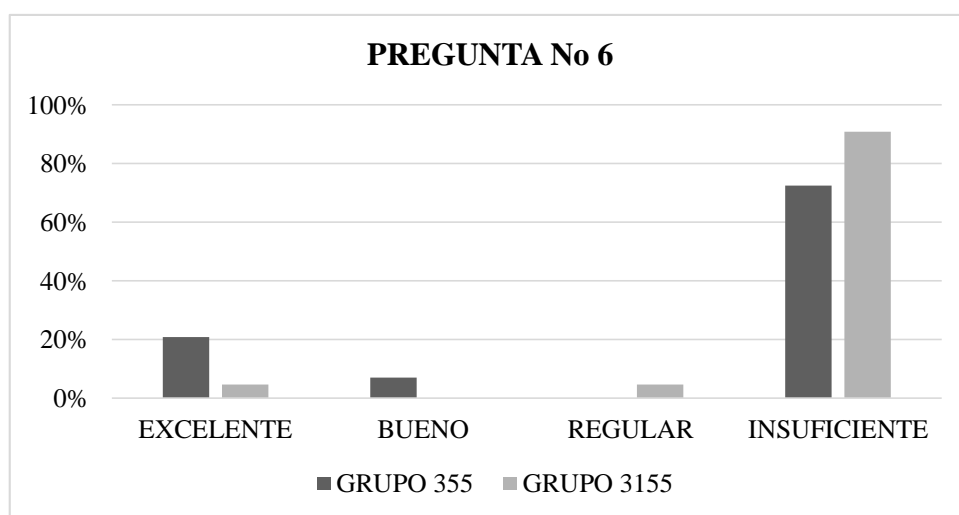 PREGUNTA No 6
100%
80%
60%
40%
20%
0%
EXCELENTE BUENO REGULAR INSUFICIENTE
GRUPO 355 GRUPO 3155